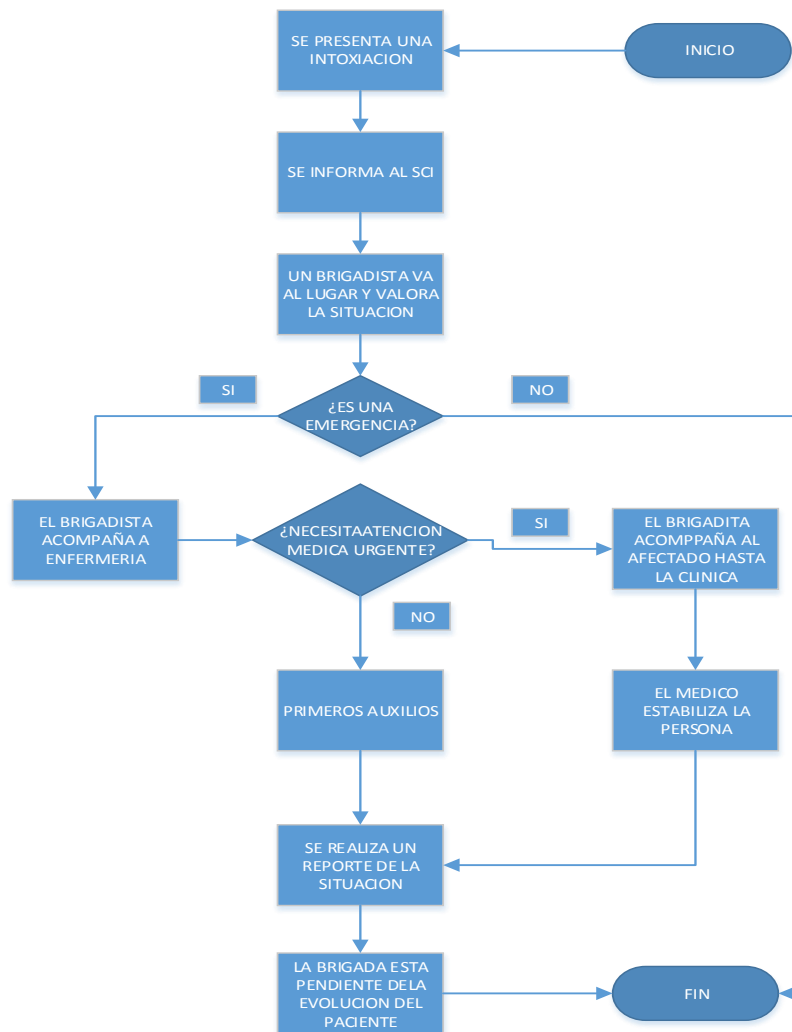 INICIO
SE PRESENTA UNA
INTOXIACION
SE INFORMA AL SCI
UN BRIGADISTA VA
AL LUGAR Y VALORA
LA SITUACION
SI
NO
¿ES UNA
EMERGENCIA?
EL BRIGADISTA
ACOMPAÑA A
ENFERMERIA
¿NECESITAATENCION
MEDICA URGENTE?
SI
EL BRIGADITA
ACOMPPAÑA AL
AFECTADO HASTA
LA CLINICA
NO
PRIMEROS AUXILIOS
EL MEDICO
ESTABILIZA LA
PERSONA
SE REALIZA UN
REPORTE DE LA
SITUACION
LA BRIGADA ESTA
PENDIENTE DELA
EVOLUCION DEL
PACIENTE
FIN